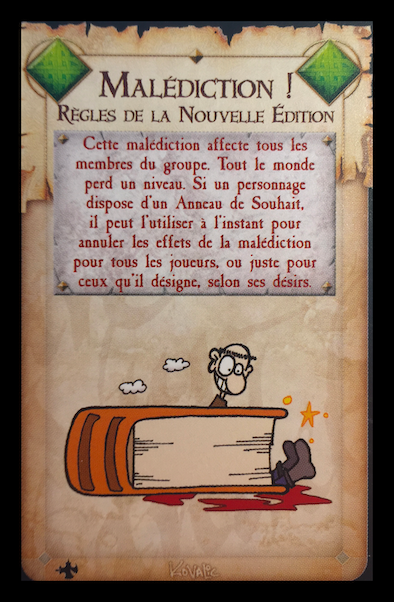 Malédiction !
Règles de la Nouvelle Édition
Cette malédiction affecte tous les
membres du groupe. Tout le monde
perd un niveau. Si un personnage
dispose d'un Anneau de Souhait,
il peut l'utiliser à l'instant pour
annuler les effets de la malédiction
pour tous les joueurs, ou juste pour
ceux qu'il désigne, selon ses désirs.
Kovalic